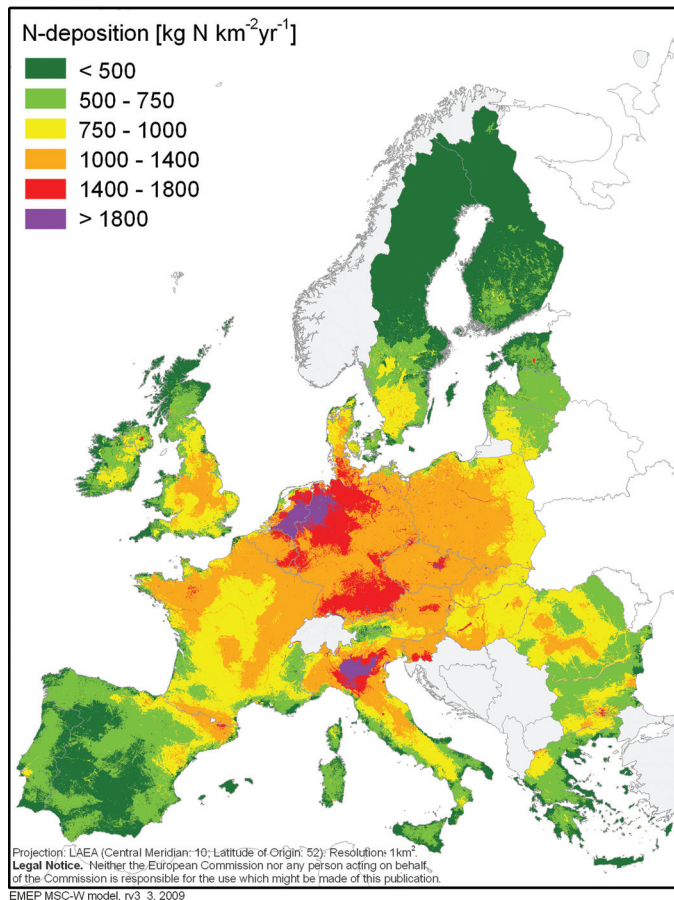 N-deposition [kg N km⁻²yr⁻¹]
< 500
500 - 750
750 - 1000
1000 - 1400
1400 - 1800
> 1800
Projection: LAEA (Central Meridian: 10; Latitude of Origin: 52). Resolution: 1km².
Legal Notice. Neither the European Commission nor any person acting on behalf
of the Commission is responsible for the use which might be made of this publication.
EMEP MSC-W model, rv3_3, 2009